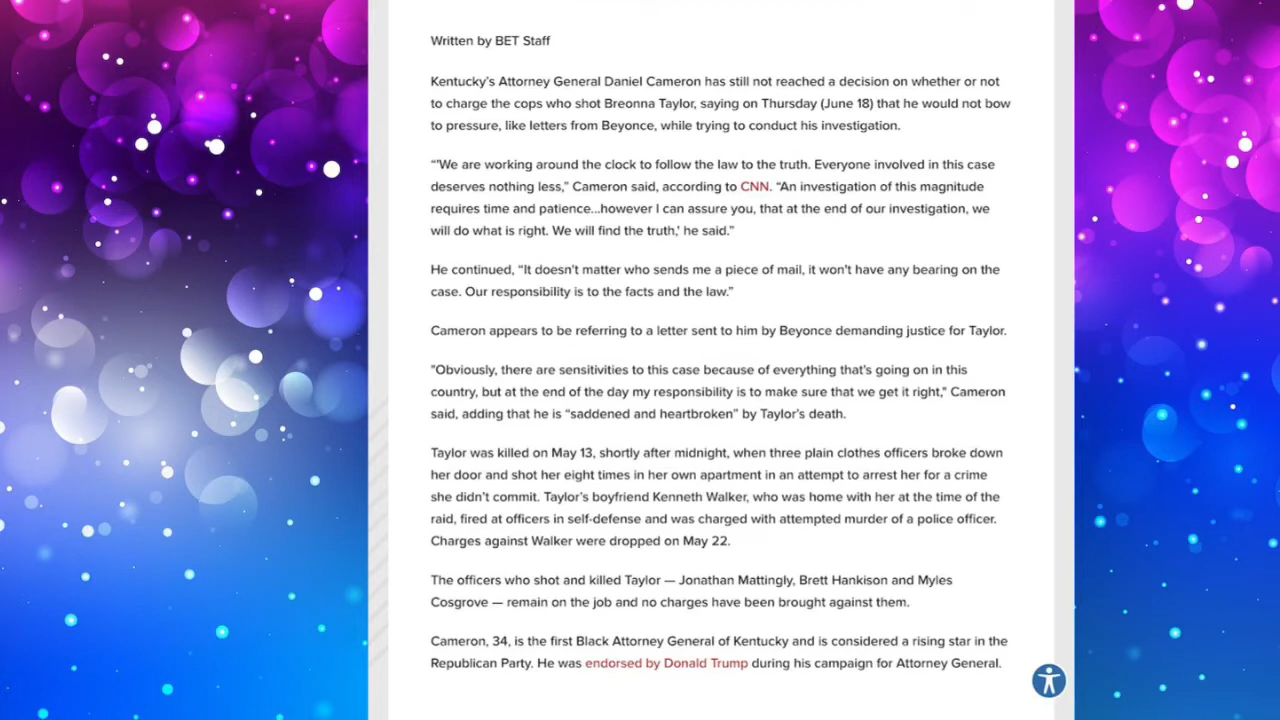 Written by BET Staff
Kentucky’s Attorney General Daniel Cameron has still not reached a decision on whether or not
to charge the cops who shot Breonna Taylor, saying on Thursday (June 18) that he would not bow
to pressure, like letters from Beyonce, while trying to conduct his investigation.
“‘We are working around the clock to follow the law to the truth. Everyone involved in this case
deserves nothing less,” Cameron said, according to CNN. “An investigation of this magnitude
requires time and patience...however I can assure you, that at the end of our investigation, we
will do what is right. We will find the truth,’ he said.”
He continued, “It doesn't matter who sends me a piece of mail, it won't have any bearing on the
case. Our responsibility is to the facts and the law.”
Cameron appears to be referring to a letter sent to him by Beyonce demanding justice for Taylor.
"Obviously, there are sensitivities to this case because of everything that's going on in this
country, but at the end of the day my responsibility is to make sure that we get it right," Cameron
said, adding that he is “saddened and heartbroken” by Taylor’s death.
Taylor was killed on May 13, shortly after midnight, when three plain clothes officers broke down
her door and shot her eight times in her own apartment in an attempt to arrest her for a crime
she didn’t commit. Taylor’s boyfriend Kenneth Walker, who was home with her at the time of the
raid, fired at officers in self-defense and was charged with attempted murder of a police officer.
Charges against Walker were dropped on May 22.
The officers who shot and killed Taylor — Jonathan Mattingly, Brett Hankison and Myles
Cosgrove — remain on the job and no charges have been brought against them.
Cameron, 34, is the first Black Attorney General of Kentucky and is considered a rising star in the
Republican Party. He was endorsed by Donald Trump during his campaign for Attorney General.